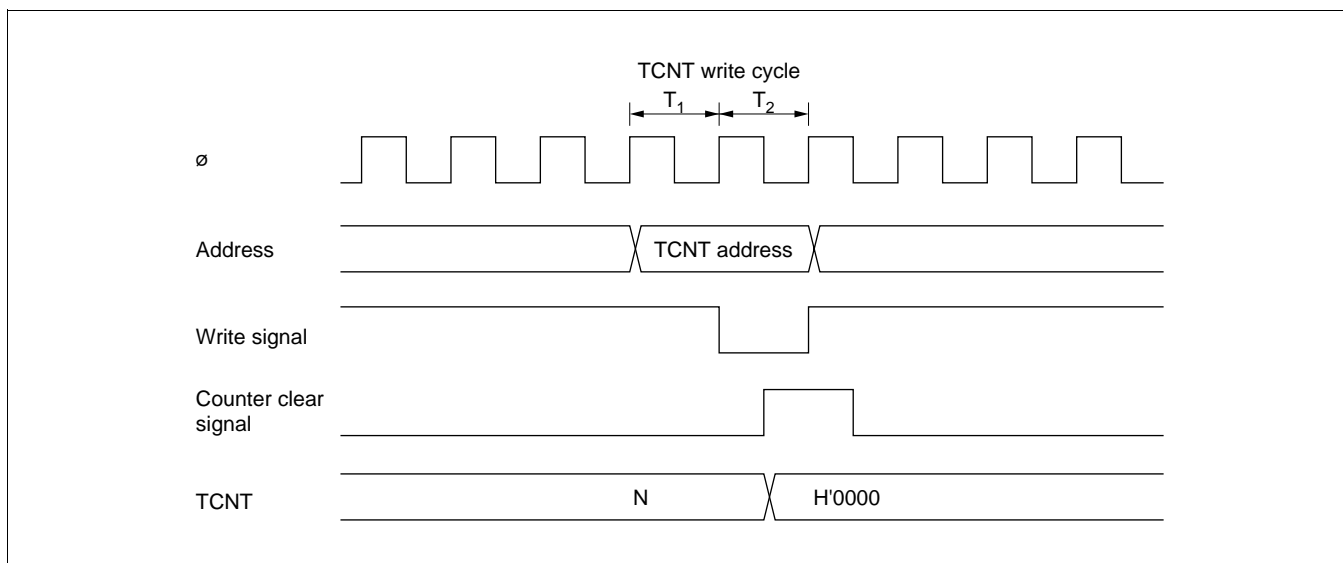 TCNT write cycle
T1 T2
ø
Address
TCNT address
Write signal
Counter clear
signal
TCNT
N
H'0000